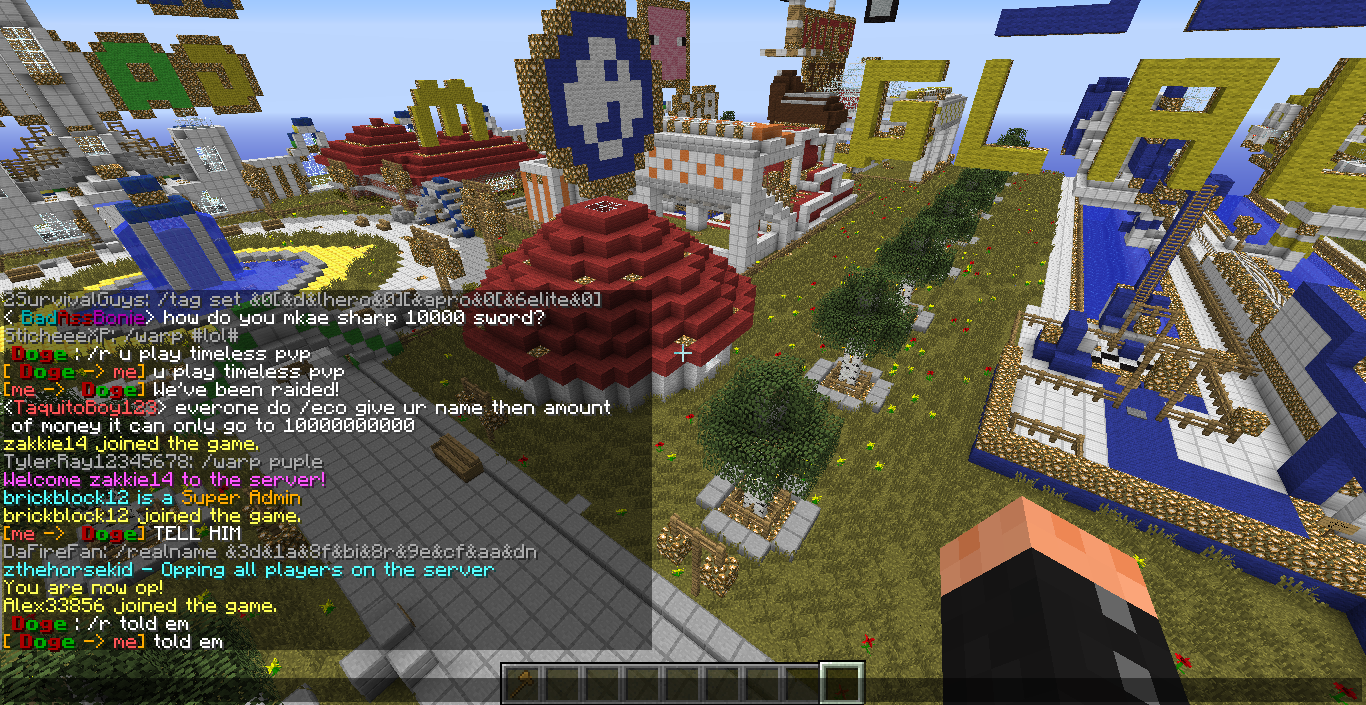 AJ
m
GLAE
2SurvivalGuys: /tag set &0[&d&lhero&0][&apro&0[&6elite&0]
< BadAssBonie> how do you mkae sharp 10000 sword?
SticheeeXP: /warp #lol#
Doge : /r u play timeless pvp
[ Doge -> me] u play timeless pvp
[me -> Doge] We've been raided!
<TaquitoBoy123> everone do /eco give ur name then amount
of money it can only go to 10000000000
zakkie14 joined the game.
TylerRay12345678: /warp puple
Welcome zakkie14 to the server!
brickblock12 is a Super Admin
brickblock12 joined the game.
[me -> Doge] TELL HIM
DaFireFan: /realname &3d&1a&8f&bi&8r&9e&cf&aa&dn
zthehorsekid - Opping all players on the server
You are now op!
Alex33856 joined the game.
Doge : /r told em
[ Doge -> me] told em